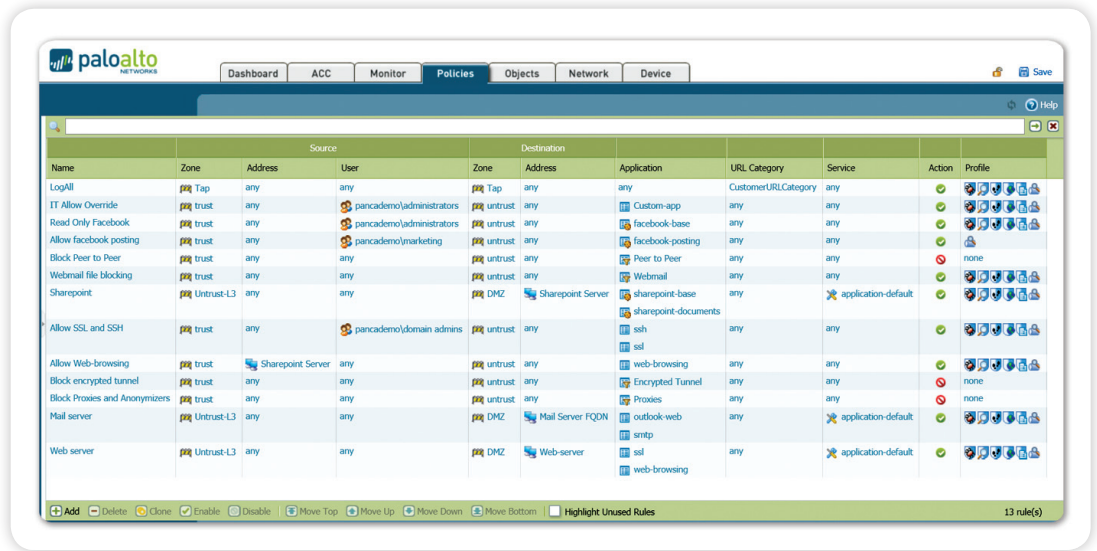 paloalto
NETWORKS
Dashboard ACC Monitor Policies Objects Network Device Save
Help
Source Destination
Name Zone Address User Zone Address Application URL Category Service Action Profile
LogAll Tap any any Tap any any CustomerURLCategory any
IT Allow Override trust any pancademo\administrators untrust any Custom-app any any
Read Only Facebook trust any pancademo\administrators untrust any facebook-base any any
Allow facebook posting trust any pancademo\marketing untrust any facebook-posting any any
Block Peer to Peer trust any any untrust any Peer to Peer any any none
Webmail file blocking trust any any untrust any Webmail any any
Sharepoint Untrust-L3 any any DMZ Sharepoint Server sharepoint-base any application-default
sharepoint-documents
Allow SSL and SSH trust any pancademo\domain admins untrust any ssh any any
ssl
Allow Web-browsing trust Sharepoint Server any untrust any web-browsing any any
Block encrypted tunnel trust any any untrust any Encrypted Tunnel any any none
Block Proxies and Anonymizers trust any any untrust any Proxies any any none
Mail server Untrust-L3 any any DMZ Mail Server FQDN outlook-web any application-default
smtp
Web server Untrust-L3 any any DMZ Web-server ssl any application-default
web-browsing
Add Delete Clone Enable Disable Move Top Move Up Move Down Move Bottom Highlight Unused Rules 13 rule(s)